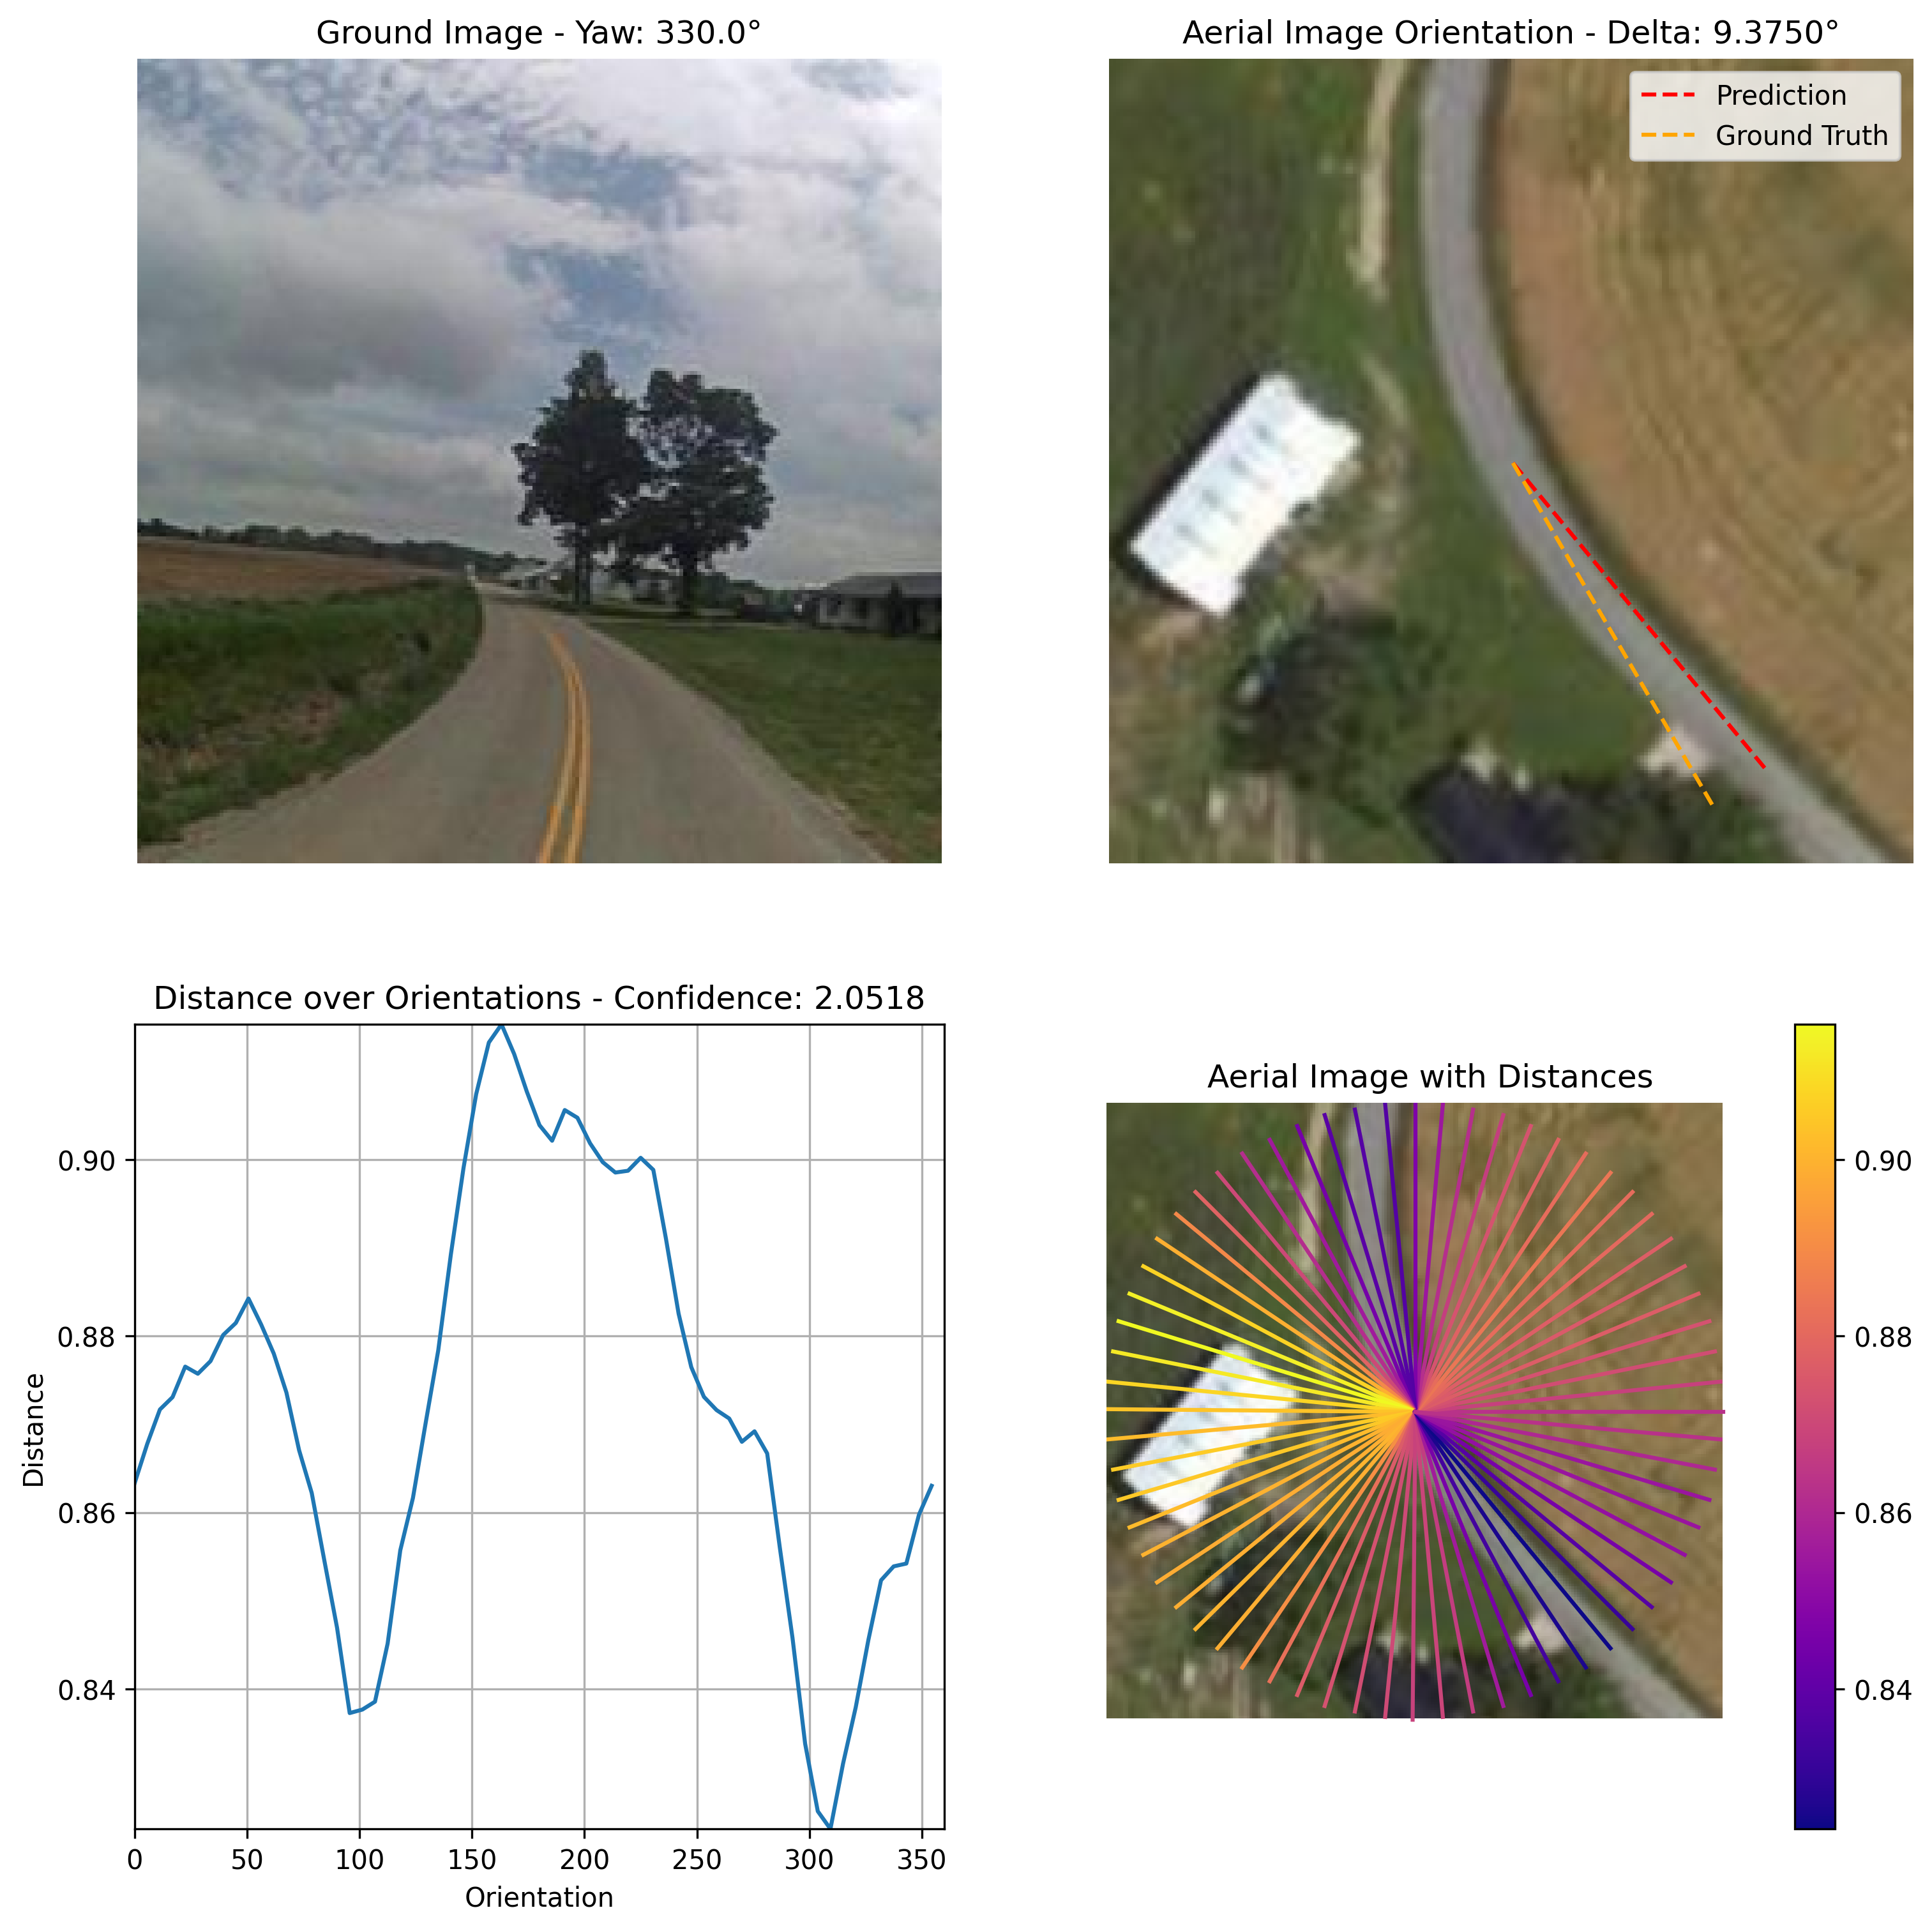 Ground Image - Yaw: 330.0°
Aerial Image Orientation - Delta: 9.3750°
Prediction
Ground Truth
Distance over Orientations - Confidence: 2.0518
0.90
0.88
0.86
0.84
Distance
0 50 100 150 200 250 300 350
Orientation
Aerial Image with Distances
0.90
0.88
0.86
0.84